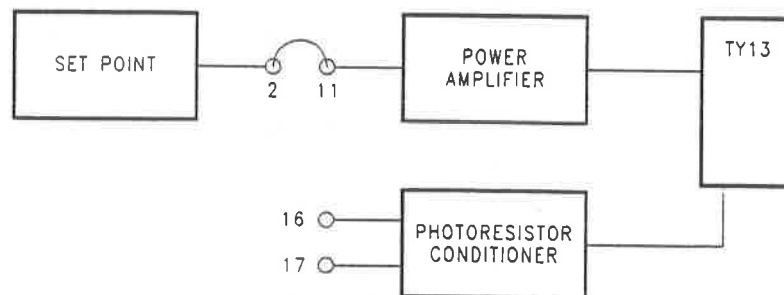 SET POINT
2
11
POWER
AMPLIFIER
TY13
16
17
PHOTORESISTOR
CONDITIONER